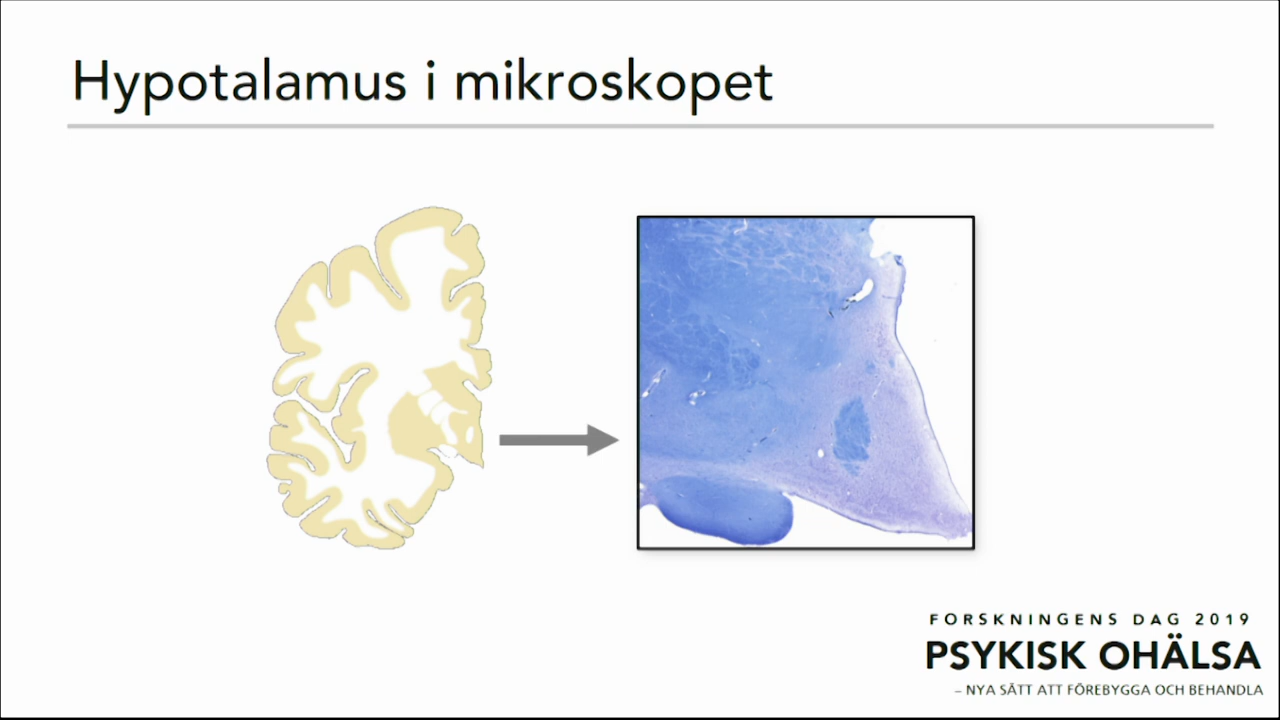 Hypotalamus i mikroskopet
FORSKNINGENS DAG 2019
PSYKISK OHÄLSA
– NYA SÄTT ATT FÖREBYGGA OCH BEHANDLA